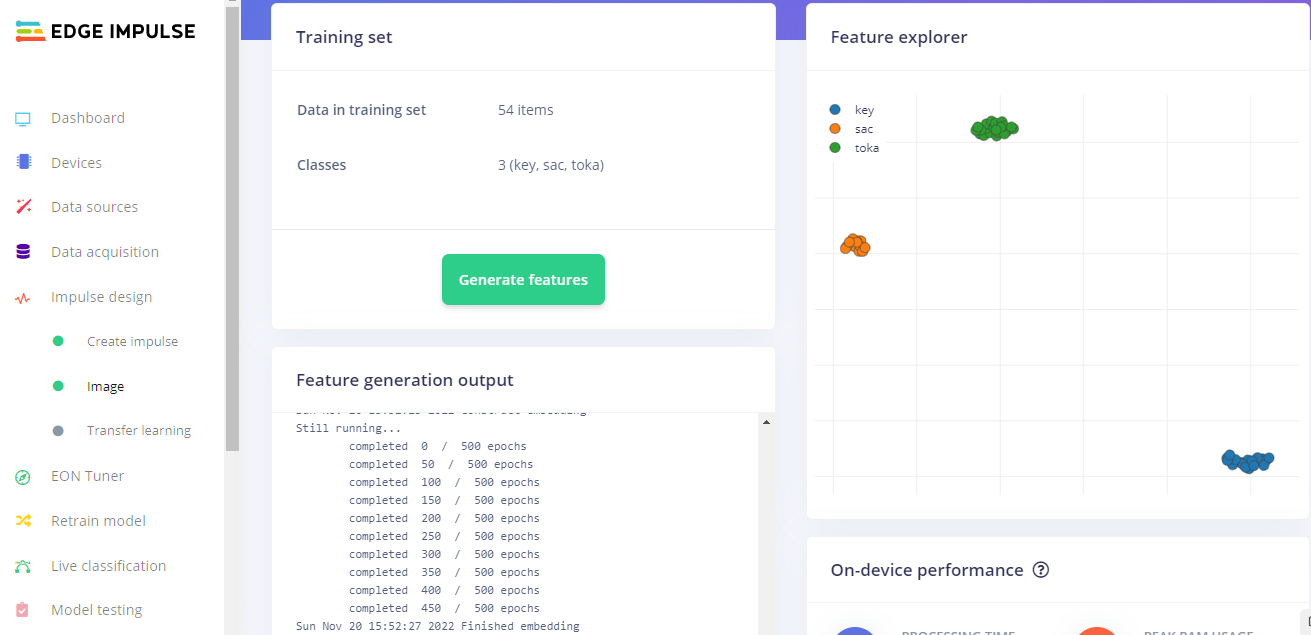 EDGE IMPULSE
Dashboard
Devices
Data sources
Data acquisition
Impulse design
Create impulse
Image
Transfer learning
EON Tuner
Retrain model
Live classification
Model testing
Training set
Data in training set 54 items
Classes 3 (key, sac, toka)
Generate features
Feature generation output
Still running...
completed 0 / 500 epochs
completed 50 / 500 epochs
completed 100 / 500 epochs
completed 150 / 500 epochs
completed 200 / 500 epochs
completed 250 / 500 epochs
completed 300 / 500 epochs
completed 350 / 500 epochs
completed 400 / 500 epochs
completed 450 / 500 epochs
Sun Nov 20 15:52:27 2022 Finished embedding
Feature explorer
key
sac
toka
On-device performance ?
PROCESSING TIME
PEAK RAM USAGE